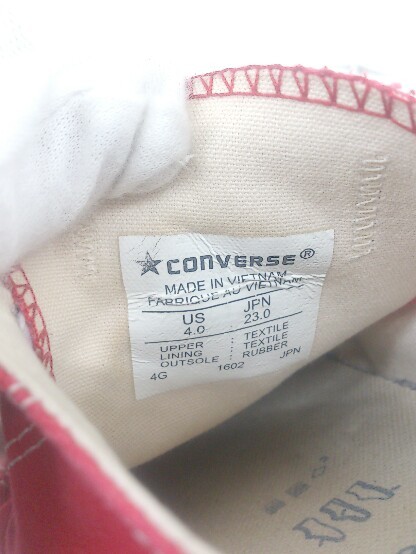 ★CONVERSE®
MADE IN VIETNAM
FABRIQUE AU VIETNAM
US JPN
4.0 23.0
UPPER : TEXTILE
LINING : TEXTILE
OUTSOLE : RUBBER
4G 1602 JPN